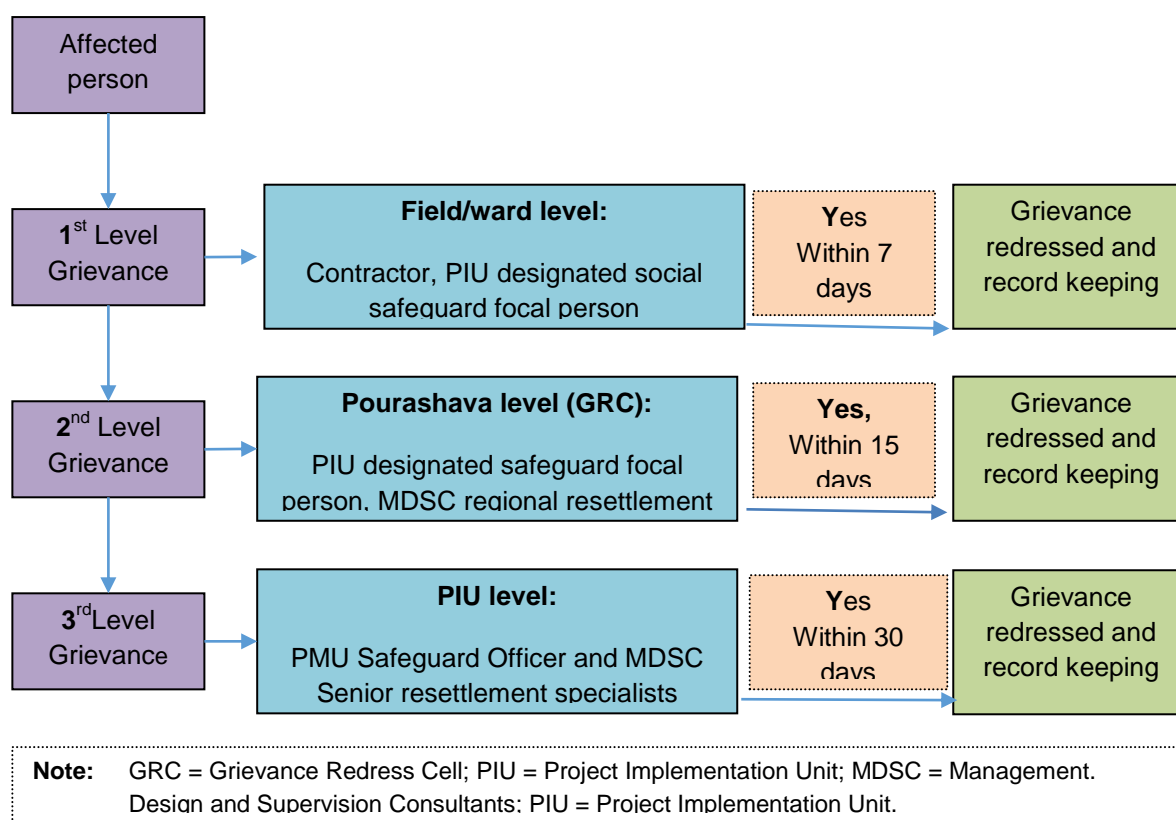 Affected
person
1st Level
Grievance
Field/ward level:
Contractor, PIU designated social
safeguard focal person
Yes
Within 7
days
Grievance
redressed and
record keeping
2nd Level
Grievance
Pourashava level (GRC):
PIU designated safeguard focal
person, MDSC regional resettlement
Yes,
Within 15
days
Grievance
redressed and
record keeping
3rdLevel
Grievance
PIU level:
PMU Safeguard Officer and MDSC
Senior resettlement specialists
Yes
Within 30
days
Grievance
redressed and
record keeping
Note: GRC = Grievance Redress Cell; PIU = Project Implementation Unit; MDSC = Management.
Design and Supervision Consultants; PIU = Project Implementation Unit.